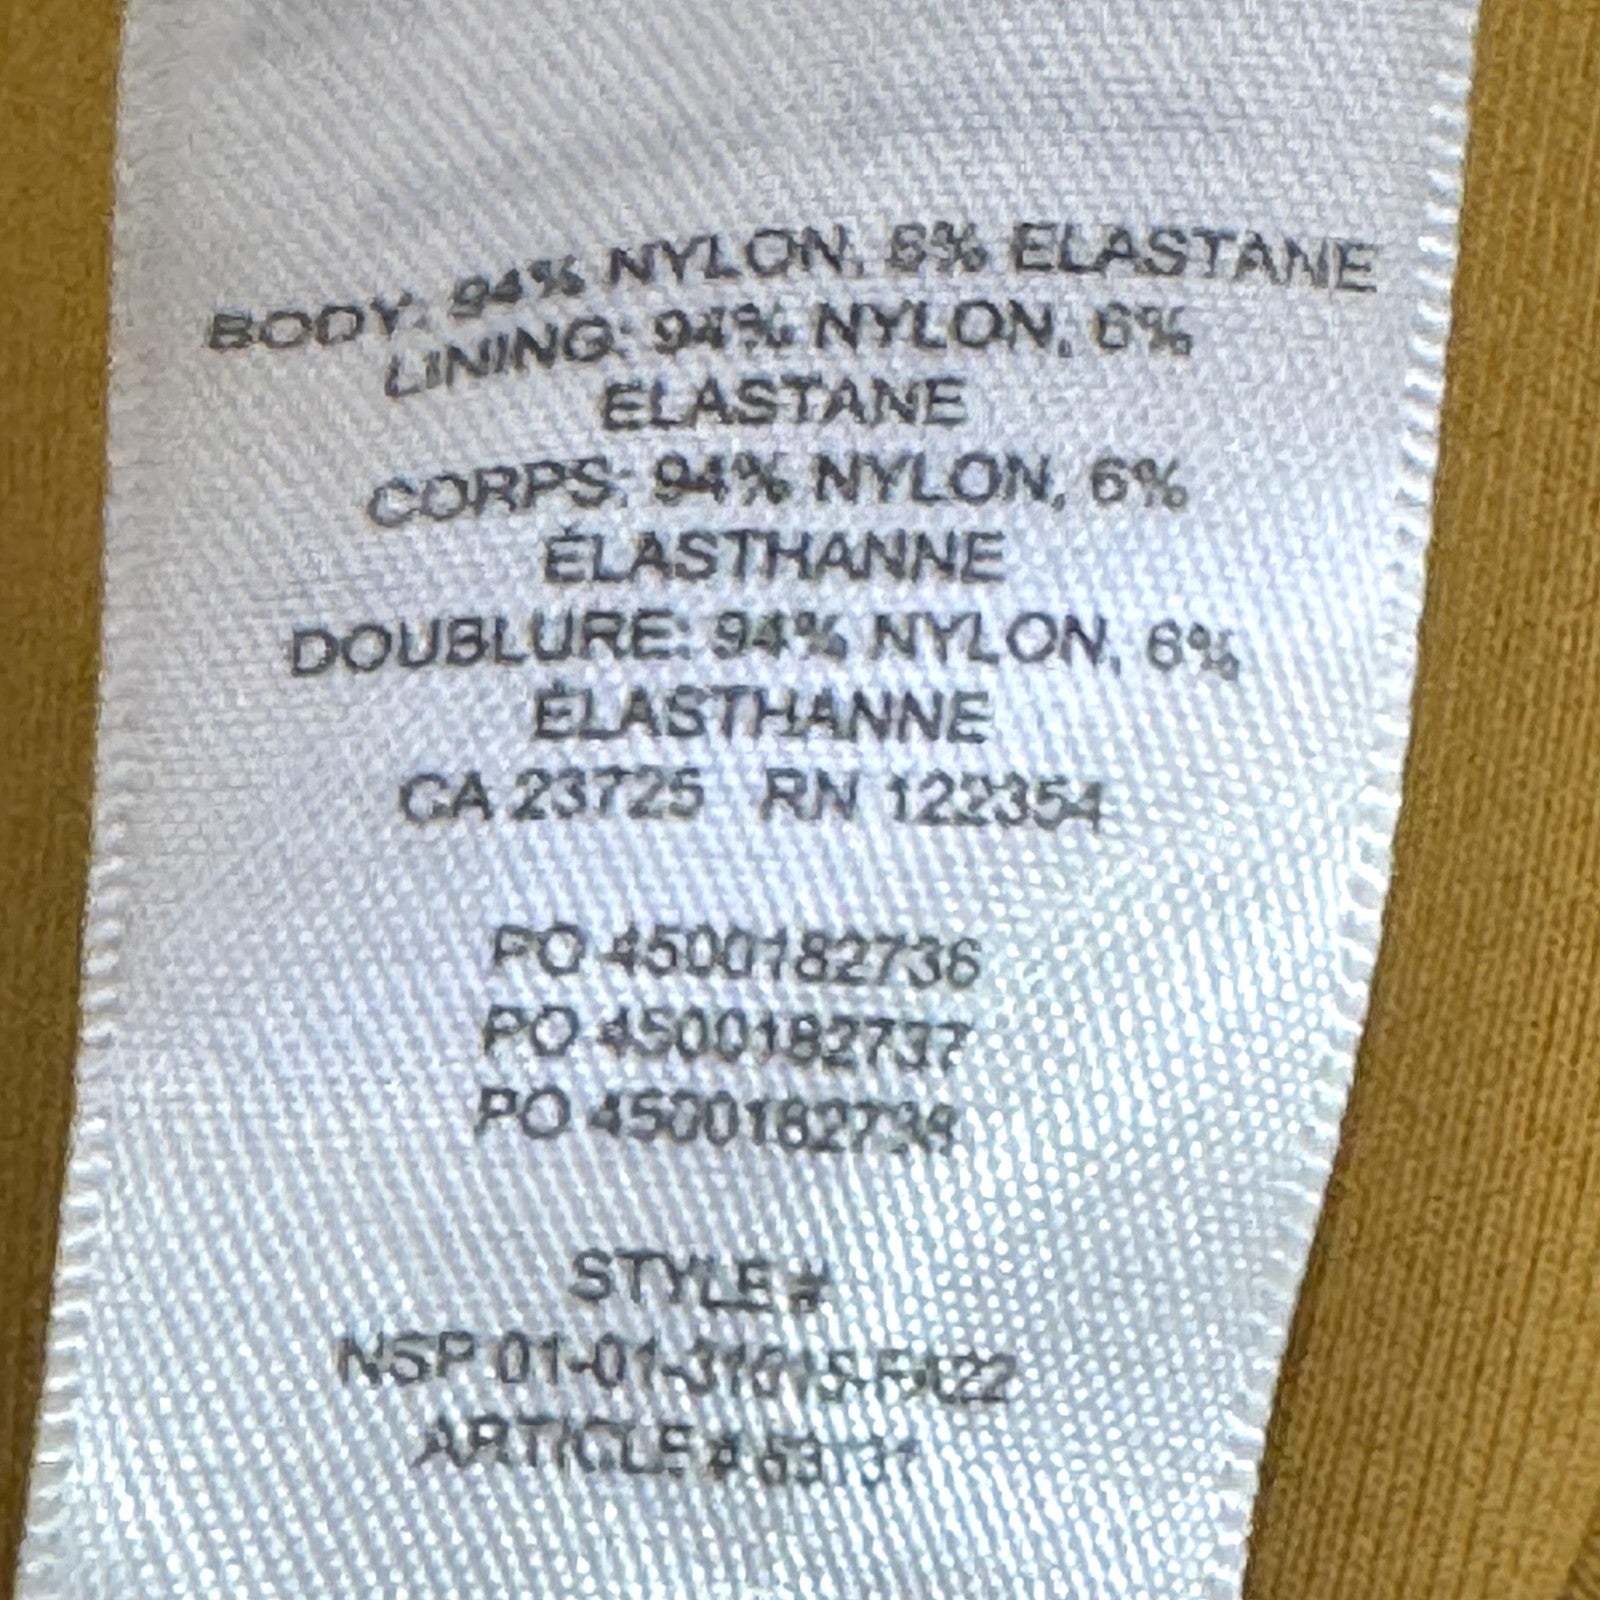 BODY: 94% NYLON, 6% ELASTANE
LINING: 94% NYLON, 6%
ELASTANE
CORPS: 94% NYLON, 6%
ÉLASTHANNE
DOUBLURE: 94% NYLON, 6%
ÉLASTHANNE
CA 23725 RN 122354
PO 4500182736
PO 4500182737
PO 4500182738
STYLE #
NSP
ARTICLE #